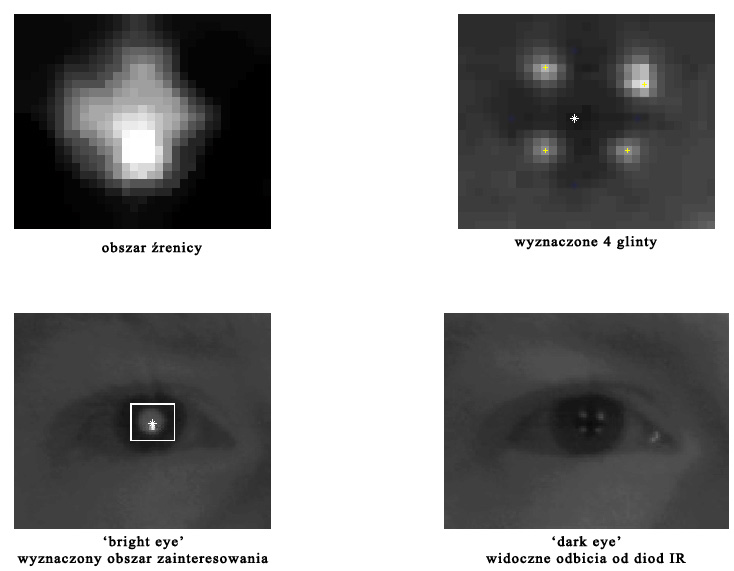 obszar źrenicy
wyznaczone 4 glinty
‘bright eye’
wyznaczony obszar zainteresowania
‘dark eye’
widoczne odbicia od diod IR